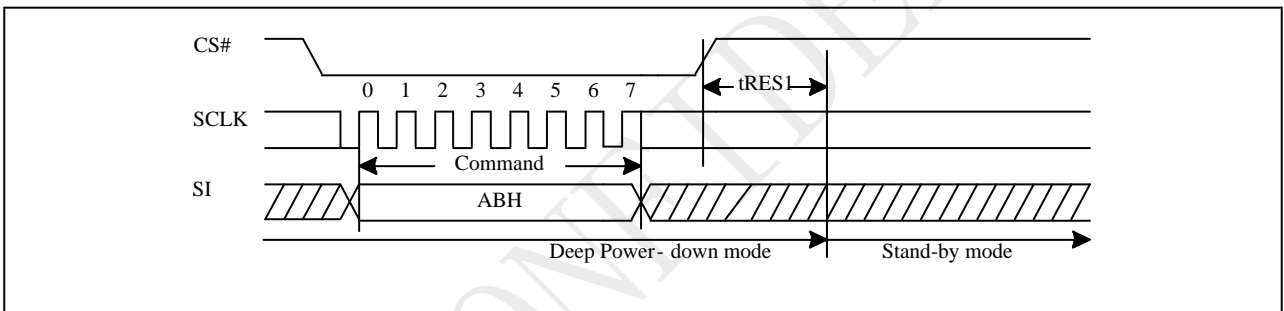 CS#
tRES1
0 1 2 3 4 5 6 7
SCLK
Command
SI
ABH
Deep Power- down mode
Stand-by mode